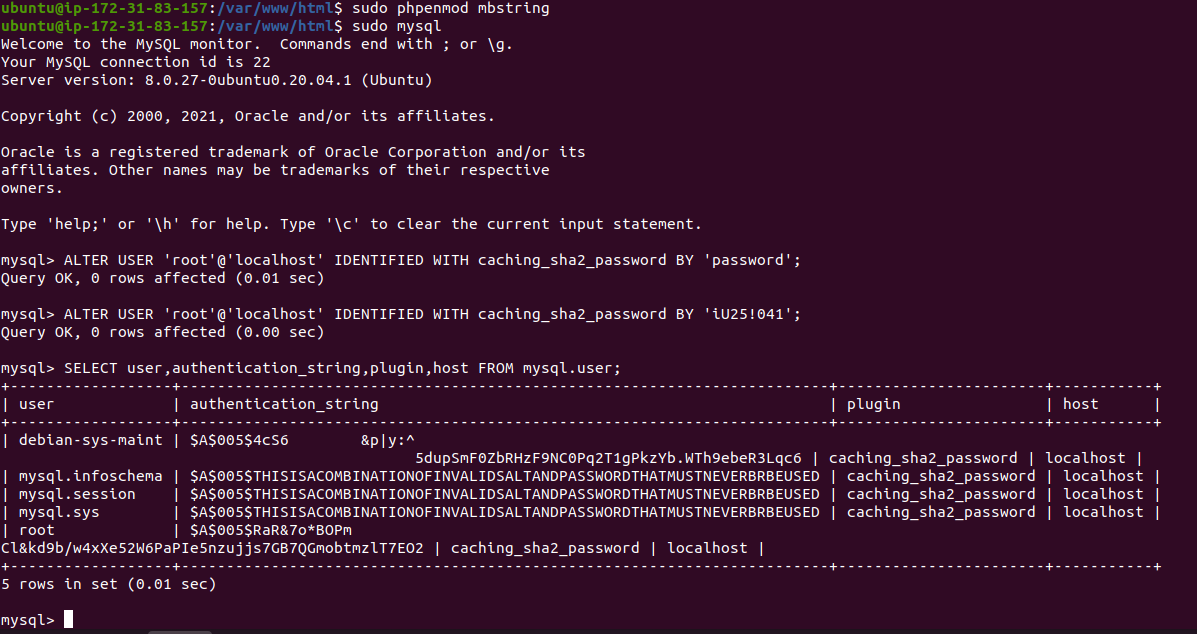 ubuntu@ip-172-31-83-157:/var/www/html$ sudo phpenmod mbstring
ubuntu@ip-172-31-83-157:/var/www/html$ sudo mysql
Welcome to the MySQL monitor.  Commands end with ; or \g.
Your MySQL connection id is 22
Server version: 8.0.27-0ubuntu0.20.04.1 (Ubuntu)

Copyright (c) 2000, 2021, Oracle and/or its affiliates.

Oracle is a registered trademark of Oracle Corporation and/or its
affiliates. Other names may be trademarks of their respective
owners.

Type 'help;' or '\h' for help. Type '\c' to clear the current input statement.

mysql> ALTER USER 'root'@'localhost' IDENTIFIED WITH caching_sha2_password BY 'password';
Query OK, 0 rows affected (0.01 sec)

mysql> ALTER USER 'root'@'localhost' IDENTIFIED WITH caching_sha2_password BY 'iU25!041';
Query OK, 0 rows affected (0.00 sec)

mysql> SELECT user,authentication_string,plugin,host FROM mysql.user;
+------------------+------------------------------------------------------------------------+-----------------------+-----------+
| user             | authentication_string                                                  | plugin                | host      |
+------------------+------------------------------------------------------------------------+-----------------------+-----------+
| debian-sys-maint | $A$005$4cS6        &p|y:^
                                              5dupSmF0ZbRHzF9NC0Pq2T1gPkzYb.WTh9ebeR3Lqc6 | caching_sha2_password | localhost |
| mysql.infoschema | $A$005$THISISACOMBINATIONOFINVALIDSALTANDPASSWORDTHATMUSTNEVERBRBEUSED | caching_sha2_password | localhost |
| mysql.session    | $A$005$THISISACOMBINATIONOFINVALIDSALTANDPASSWORDTHATMUSTNEVERBRBEUSED | caching_sha2_password | localhost |
| mysql.sys        | $A$005$THISISACOMBINATIONOFINVALIDSALTANDPASSWORDTHATMUSTNEVERBRBEUSED | caching_sha2_password | localhost |
| root             | $A$005$RaR&7o*BOPm
Cl&kd9b/w4xXe52W6PaPIe5nzujjs7GB7QGmobtmzlT7EO2 | caching_sha2_password | localhost |
+------------------+------------------------------------------------------------------------+-----------------------+-----------+
5 rows in set (0.01 sec)

mysql>